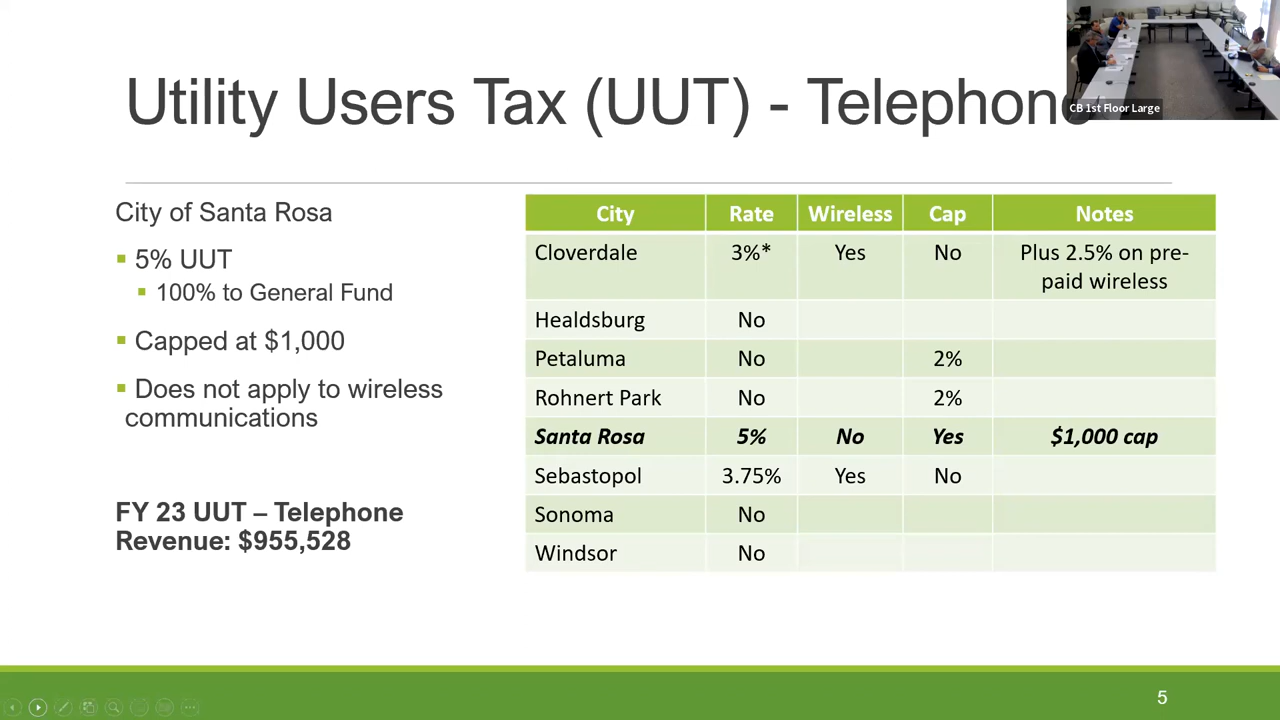 Utility Users Tax (UUT) - Telephone
CB 1st Floor Large
City of Santa Rosa
5% UUT
100% to General Fund
Capped at $1,000
Does not apply to wireless
communications
FY 23 UUT – Telephone
Revenue: $955,528
City Rate Wireless Cap Notes
Cloverdale 3%* Yes No Plus 2.5% on pre-
paid wireless
Healdsburg No
Petaluma No 2%
Rohnert Park No 2%
Santa Rosa 5% No Yes $1,000 cap
Sebastopol 3.75% Yes No
Sonoma No
Windsor No
5